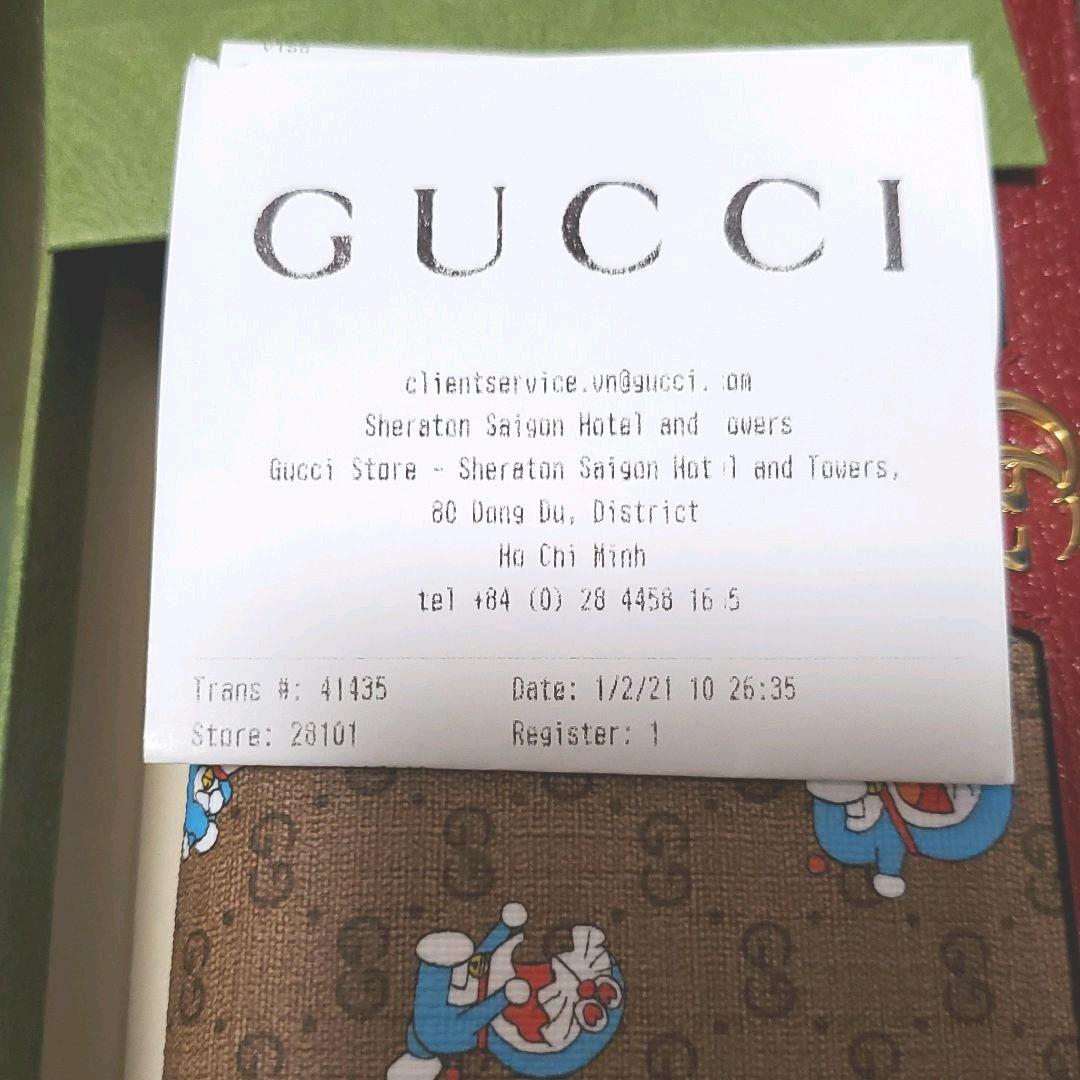 GUCCI
clientservice.vn@gucci. om
Sheraton Saigon Hotel and owers
Gucci Store - Sheraton Saigon Hot l and Towers,
80 Dong Du, District
Ho Chi Minh
tel +84 (0) 28 4458 16 5
Trans #: 41435 Date: 1/2/21 10 26:35
Store: 28101 Register: 1